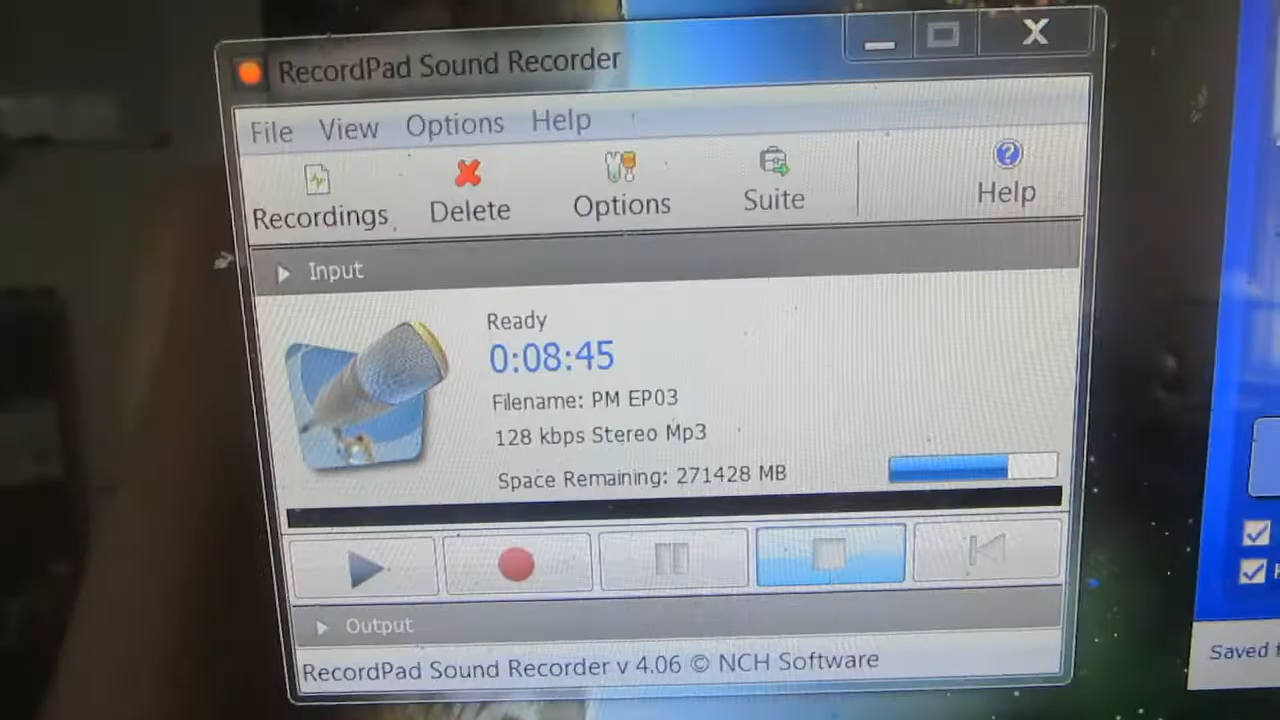 RecordPad Sound Recorder
File View Options Help
Recordings Delete Options Suite Help
Input
Ready
0:08:45
Filename: PM EP03
128 kbps Stereo Mp3
Space Remaining: 271428 MB
Output
RecordPad Sound Recorder v 4.06 © NCH Software
Saved